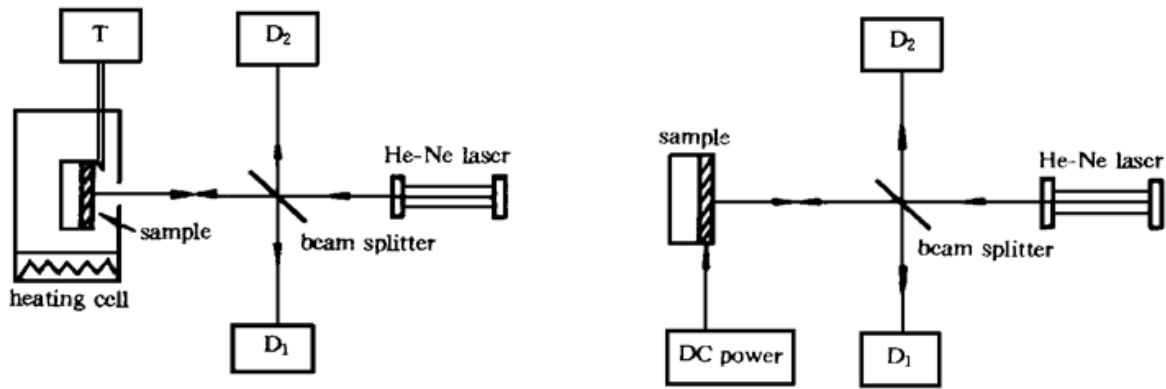 T
D₂
He-Ne laser
sample
beam splitter
heating cell
D₁
D₂
sample
He-Ne laser
beam splitter
DC power
D₁